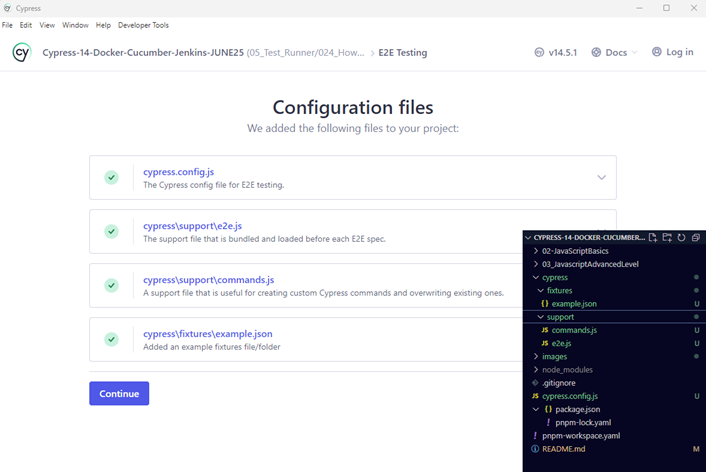 Cypress
File Edit View Window Help Developer Tools
cy Cypress-14-Docker-Cucumber-Jenkins-JUNE25 (05_Test_Runner/024_How... > E2E Testing cy v14.5.1 Docs Log in
Configuration files
We added the following files to your project:
cypress.config.js
The Cypress config file for E2E testing.
cypress\support\e2e.js
The support file that is bundled and loaded before each E2E spec.
cypress\support\commands.js
A support file that is useful for creating custom Cypress commands and overwriting existing ones.
cypress\fixtures\example.json
Added an example fixtures file/folder
Continue
CYPRESS-14-DOCKER-CUCUMBER...
02-JavaScriptBasics
03_JavascriptAdvancedLevel
cypress
fixtures
{} example.json U
support
JS commands.js U
JS e2e.js U
images
node_modules
.gitignore
JS cypress.config.js U
{} package.json
! pnpm-lock.yaml
! pnpm-workspace.yaml
README.md M